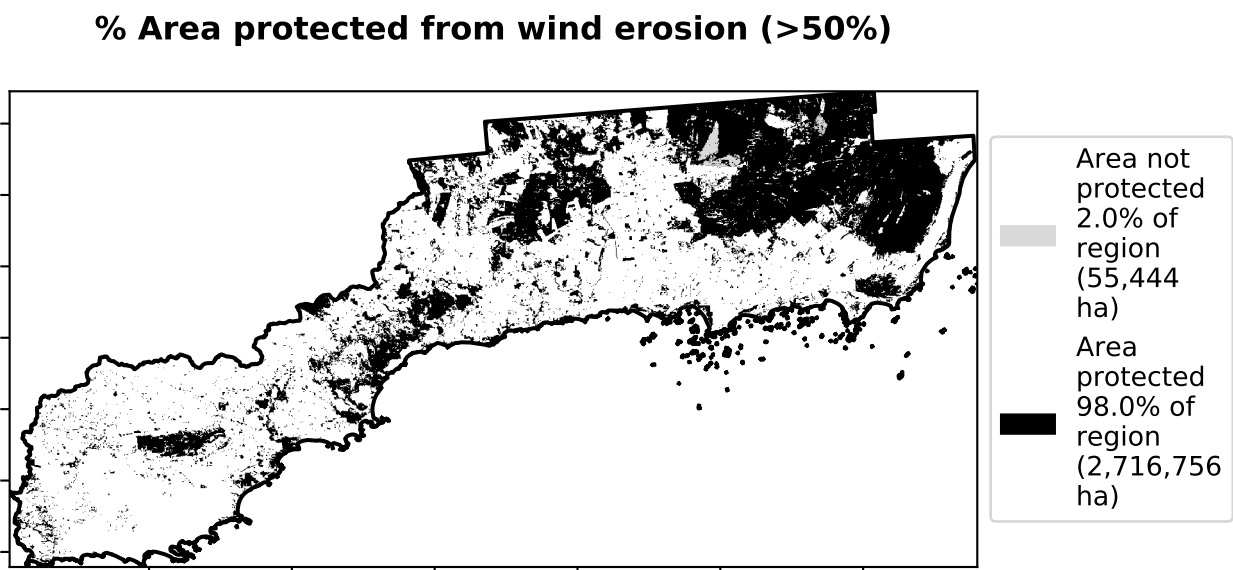 % Area protected from wind erosion (>50%)
Area not
protected
2.0% of
region
(55,444
ha)
Area
protected
98.0% of
region
(2,716,756
ha)